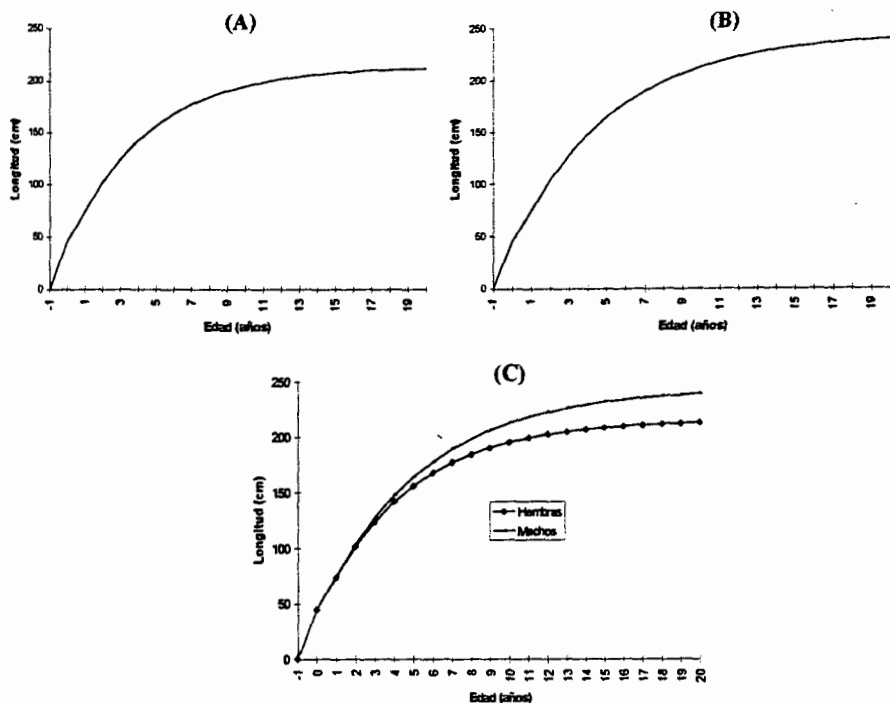 (A)
250
200
150
100
50
0
Longitud (cm)
-1 1 3 5 7 9 11 13 15 17 19
Edad (años)
(B)
250
200
150
100
50
0
Longitud (cm)
-1 1 3 5 7 9 11 13 15 17 19
Edad (años)
(C)
250
200
150
100
50
0
Longitud (cm)
-1 0 1 2 3 4 5 6 7 8 9 10 11 12 13 14 15 16 17 18 19 20
Edad (años)
Hembras
Machos